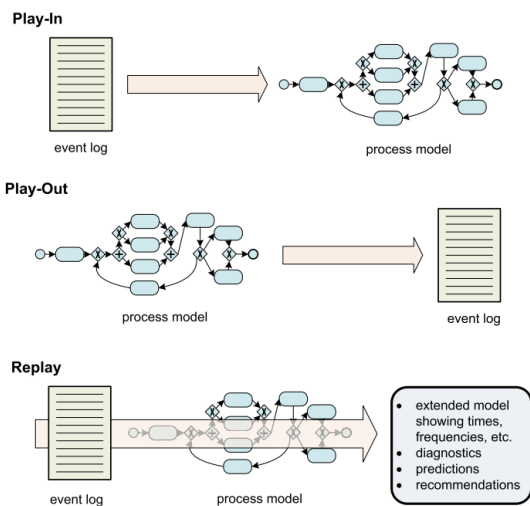 Play-In
event log
process model
Play-Out
process model
event log
Replay
event log
process model
• extended model
showing times,
frequencies, etc.
• diagnostics
• predictions
• recommendations